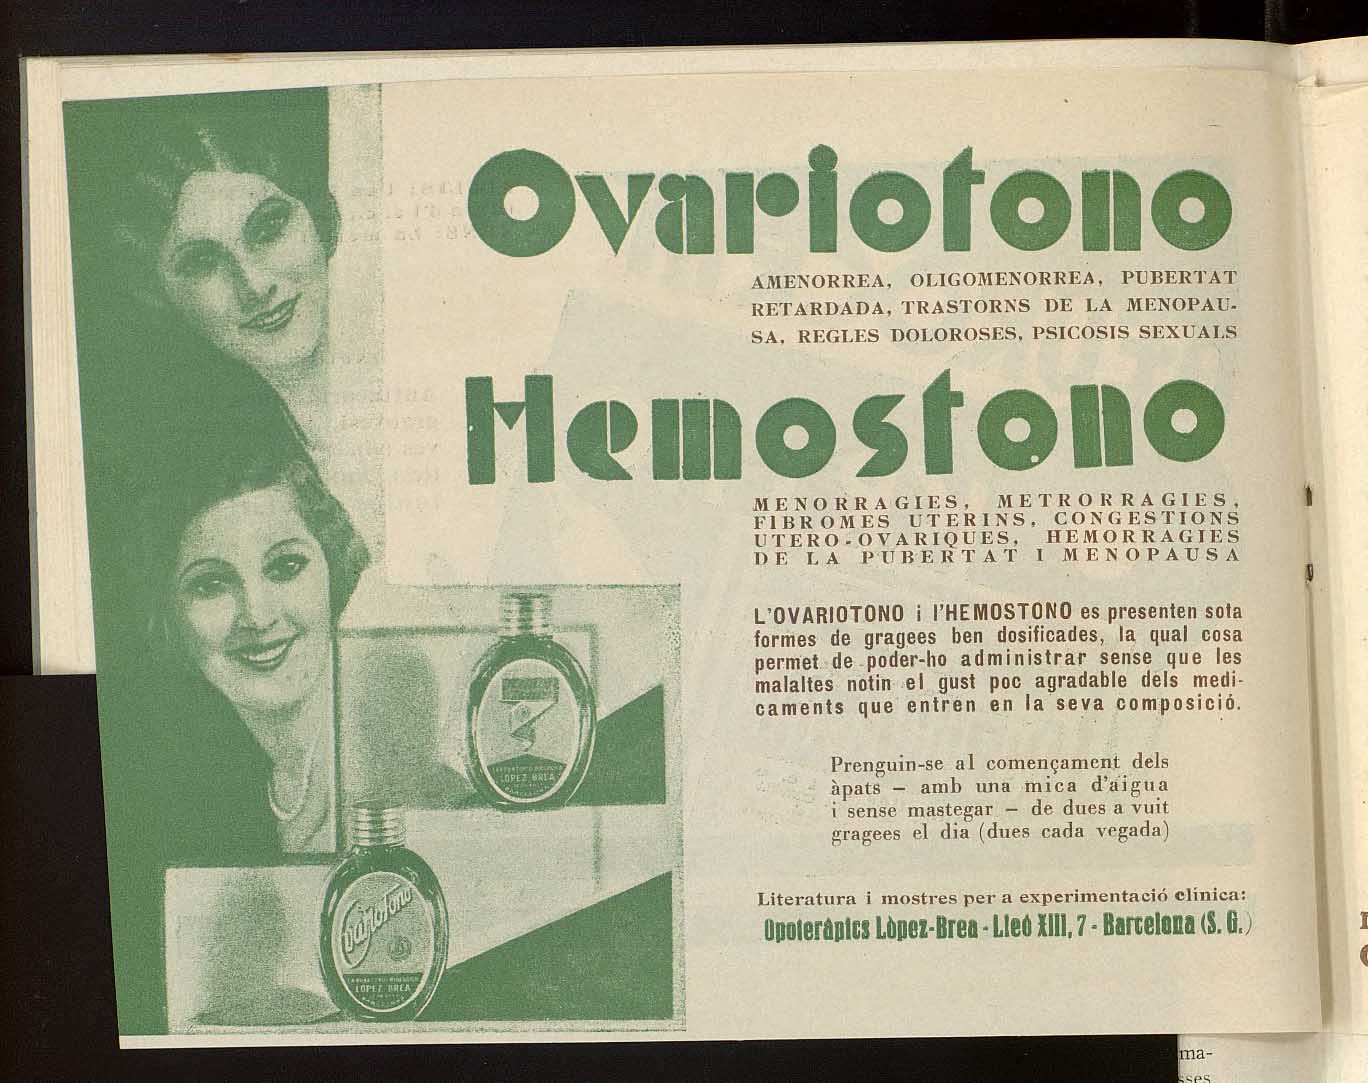 Ovariotono
AMENORREA, OLIGOMENORREA, PUBERTAT
RETARDADA, TRASTORNS DE LA MENOPAU-
SA, REGLES DOLOROSES, PSICOSIS SEXUALS
Hemostono
MENORRAGIES, METRORRAGIES,
FIBROMES UTERINS, CONGESTIONS
UTERO-OVARIQUES, HEMORRAGIES
DE LA PUBERTAT I MENOPAUSA
L'OVARIOTONO i l'HEMOSTONO es presenten sota
formes de gragees ben dosificades, la qual cosa
permet de poder-ho administrar sense que les
malaltes notin el gust poc agradable dels medi-
caments que entren en la seva composició.
Prenguin-se al començament dels
àpats — amb una mica d'aigua
i sense mastegar — de dues a vuit
gragees el dia (dues cada vegada)
Literatura i mostres per a experimentació clínica:
Opoteràpics Lòpez-Brea - Lleó XIII, 7 - Barcelona (S. G.)
LOPEZ BREA
Ovariotono
LOPEZ BREA
ma-
sses